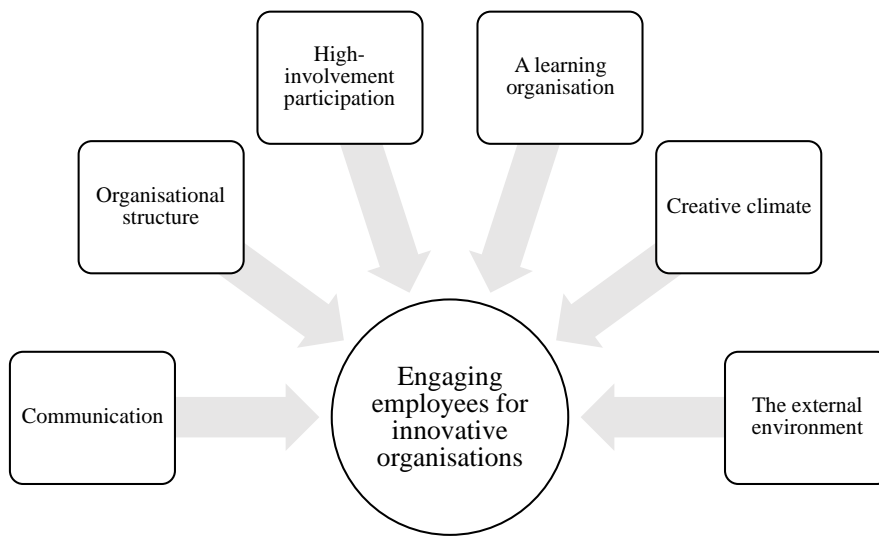 High-
involvement
participation
A learning
organisation
Organisational
structure
Creative climate
Communication
Engaging
employees for
innovative
organisations
The external
environment